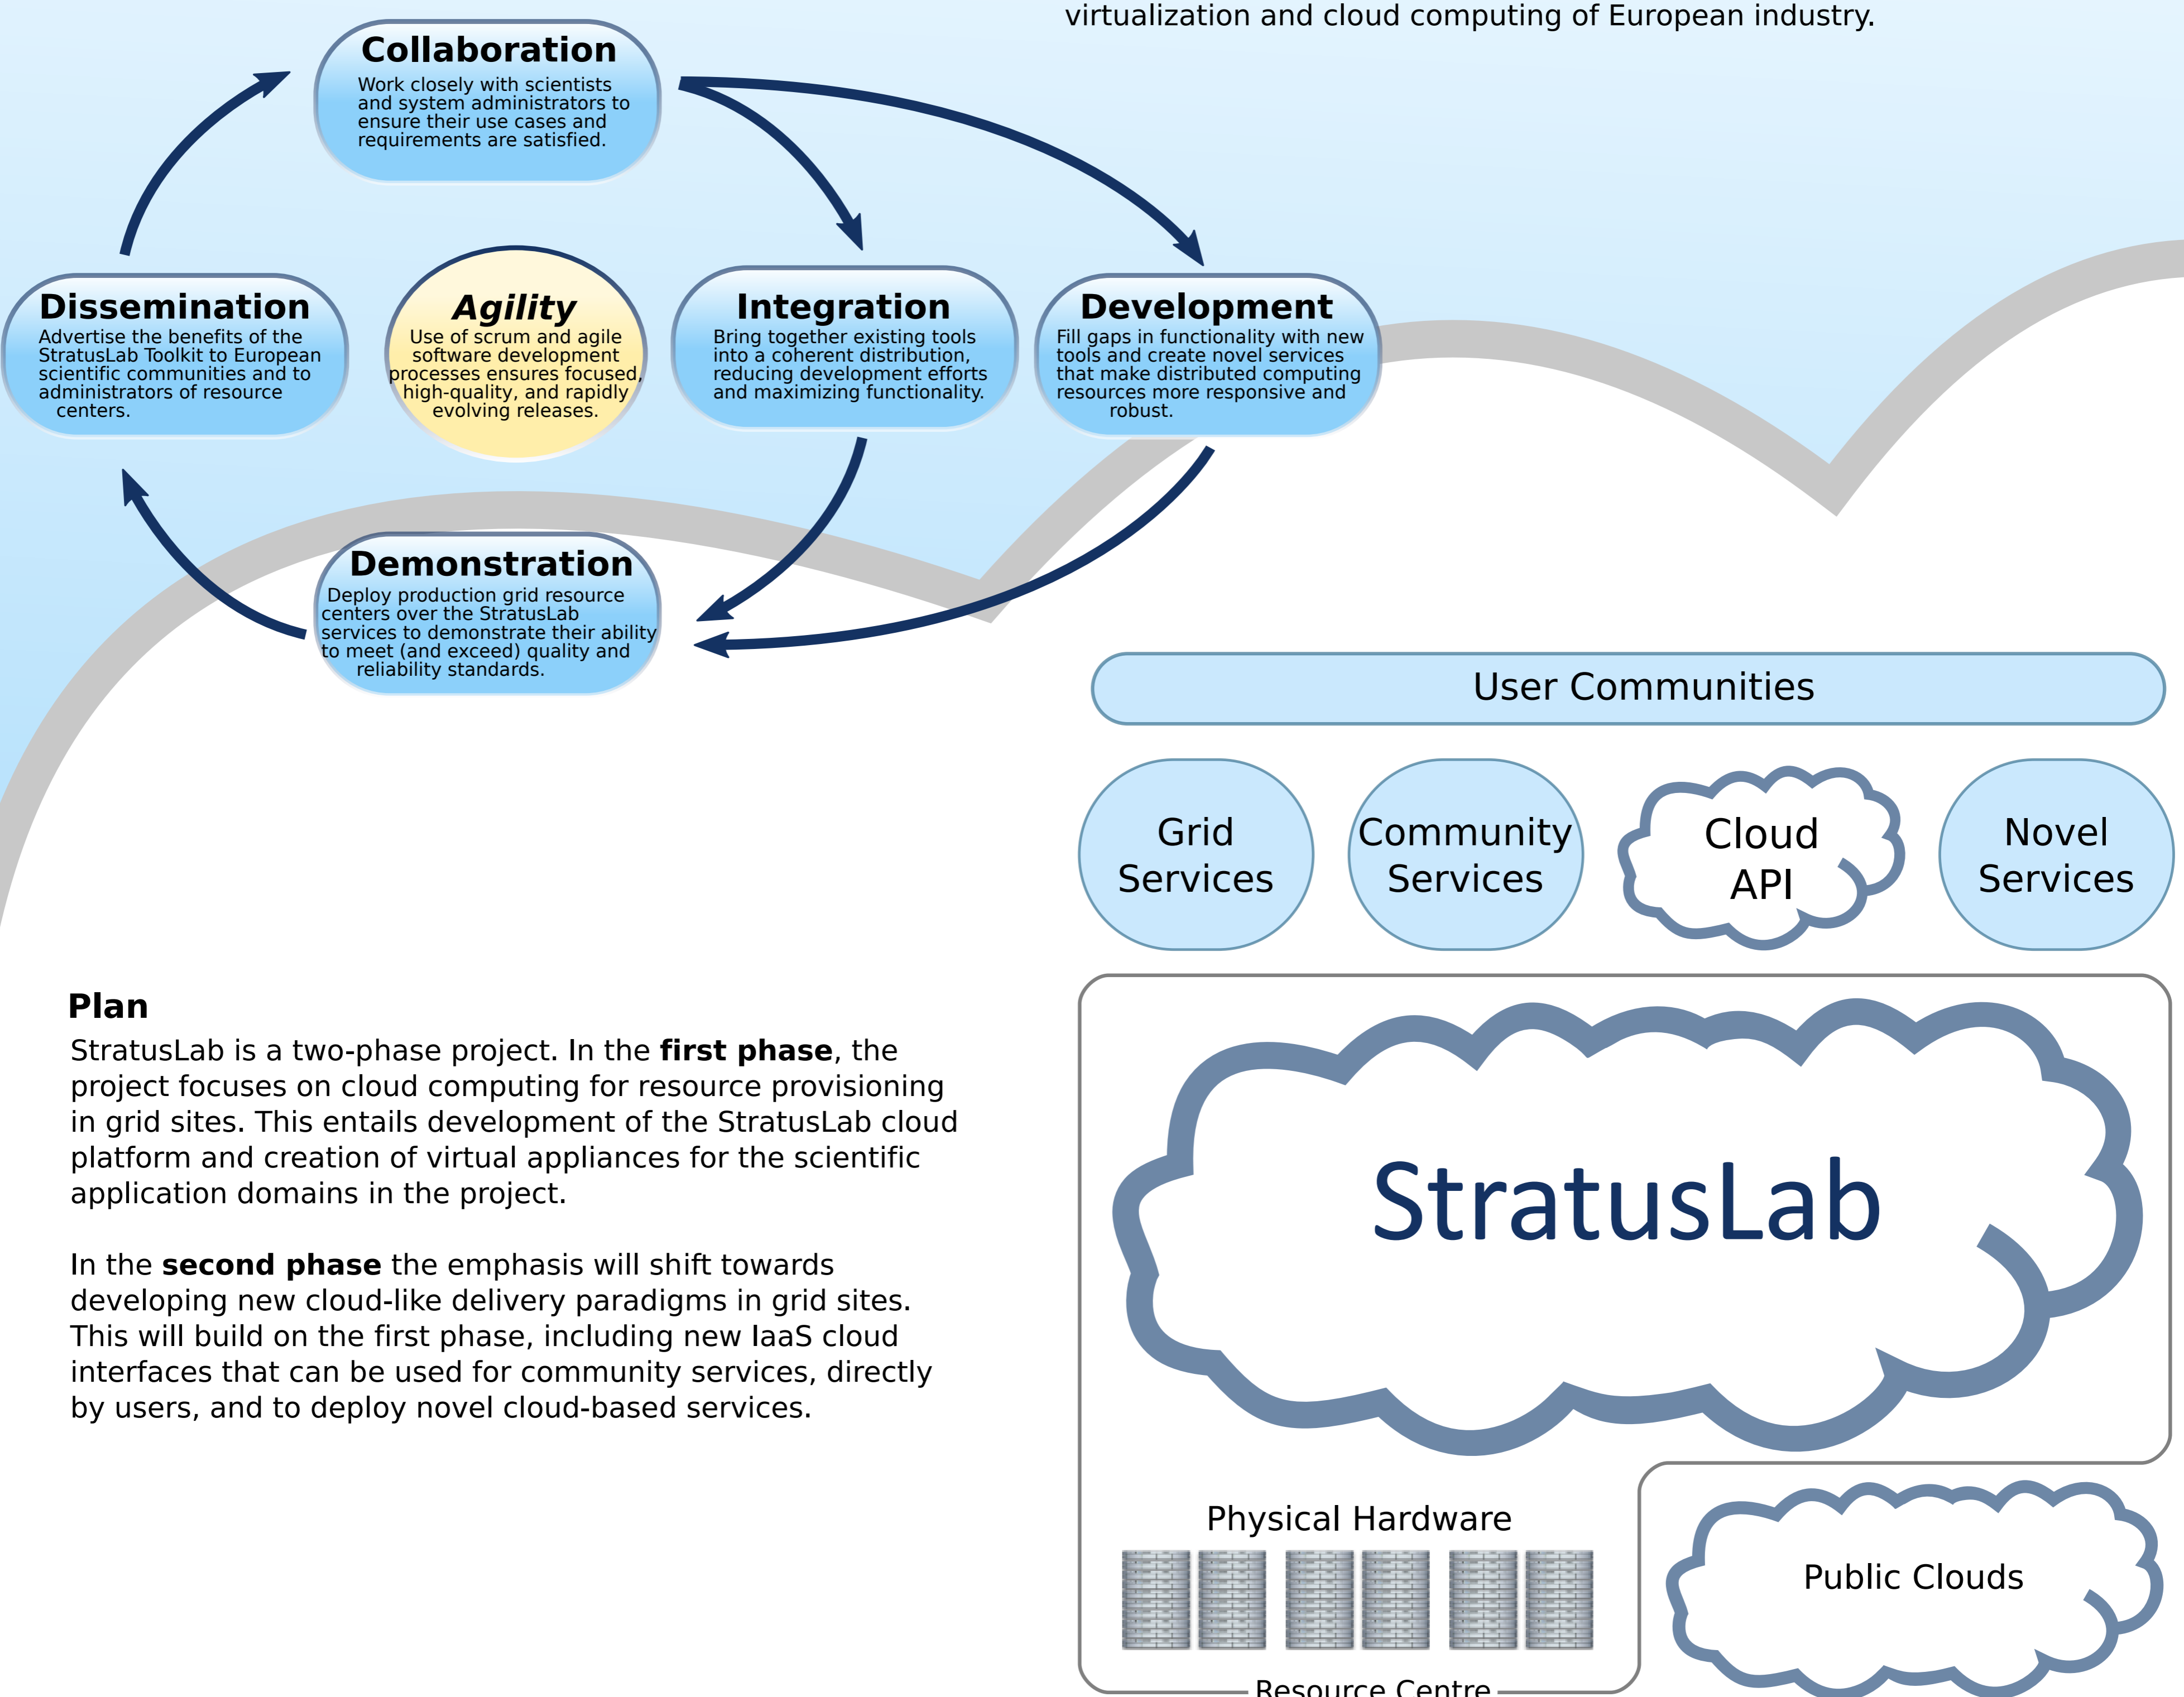 virtualization and cloud computing of European industry.
Collaboration
Work closely with scientists
and system administrators to
ensure their use cases and
requirements are satisfied.
Dissemination
Advertise the benefits of the
StratusLab Toolkit to European
scientific communities and to
administrators of resource
centers.
Agility
Use of scrum and agile
software development
processes ensures focused,
high-quality, and rapidly
evolving releases.
Integration
Bring together existing tools
into a coherent distribution,
reducing development efforts
and maximizing functionality.
Development
Fill gaps in functionality with new
tools and create novel services
that make distributed computing
resources more responsive and
robust.
Demonstration
Deploy production grid resource
centers over the StratusLab
services to demonstrate their ability
to meet (and exceed) quality and
reliability standards.
Plan
StratusLab is a two-phase project. In the first phase, the
project focuses on cloud computing for resource provisioning
in grid sites. This entails development of the StratusLab cloud
platform and creation of virtual appliances for the scientific
application domains in the project.
In the second phase the emphasis will shift towards
developing new cloud-like delivery paradigms in grid sites.
This will build on the first phase, including new IaaS cloud
interfaces that can be used for community services, directly
by users, and to deploy novel cloud-based services.
User Communities
Grid
Services
Community
Services
Cloud
API
Novel
Services
StratusLab
Physical Hardware
Public Clouds
Resource Centre